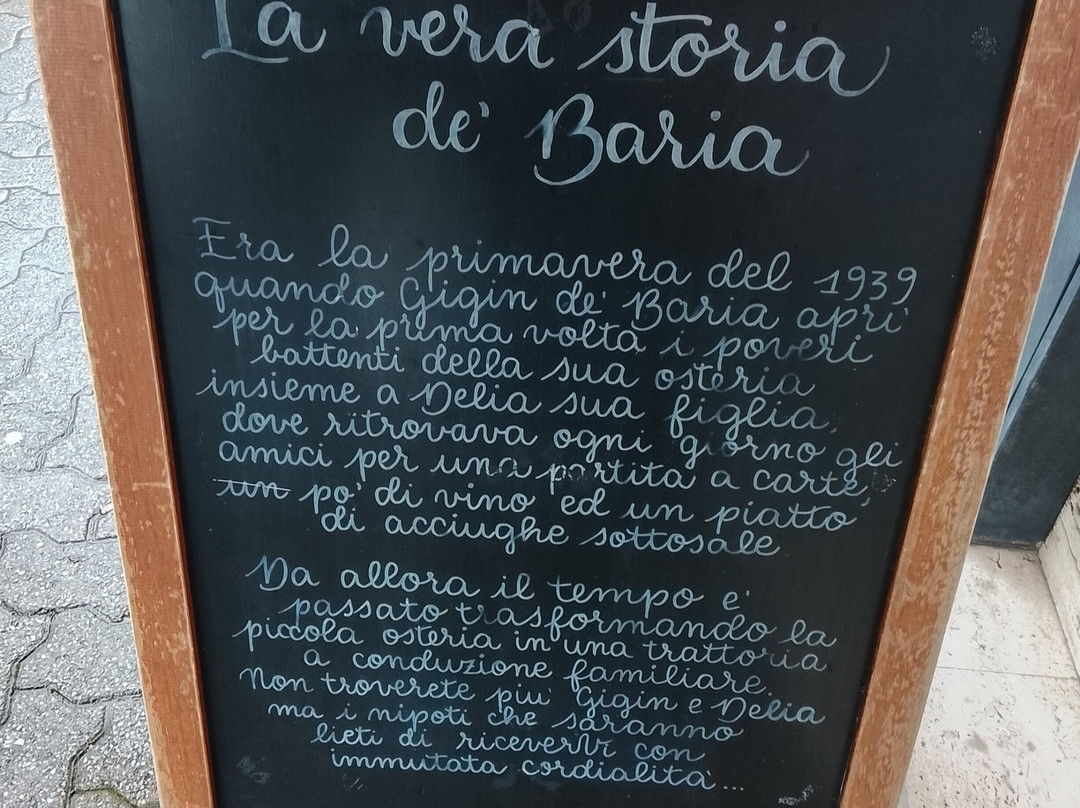 La vera storia
de' Baria
Era la primavera del 1939
quando Gigin de' Baria aprì
per la prima volta i poveri
battenti della sua osteria
insieme a Delia sua figlia,
dove ritrovava ogni giorno gli
amici per una partita a carte,
un po' di vino ed un piatto
di acciughe sottosale
Da allora il tempo e'
passato trasformando la
piccola osteria in una trattoria
a conduzione familiare.
Non troverete più Gigin e Delia
ma i nipoti che saranno
lieti di ricevervi con
immutata cordialità...